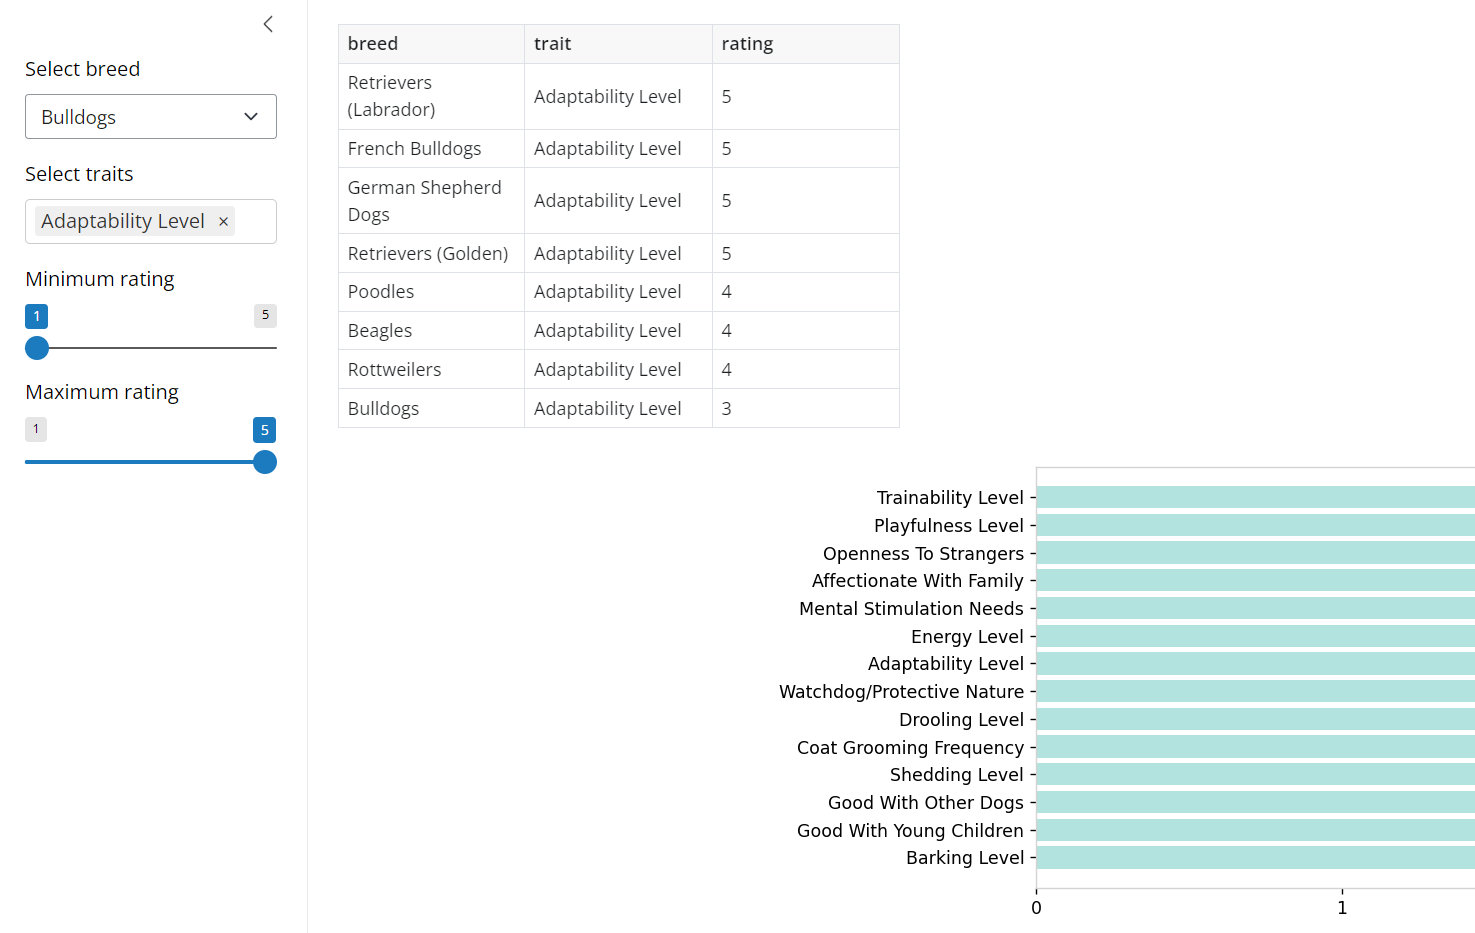 Select breed
Bulldogs
Select traits
Adaptability Level ×
Minimum rating
1 5
Maximum rating
1 5
breed trait rating
Retrievers
(Labrador) Adaptability Level 5
French Bulldogs Adaptability Level 5
German Shepherd
Dogs Adaptability Level 5
Retrievers (Golden) Adaptability Level 5
Poodles Adaptability Level 4
Beagles Adaptability Level 4
Rottweilers Adaptability Level 4
Bulldogs Adaptability Level 3
Trainability Level
Playfulness Level
Openness To Strangers
Affectionate With Family
Mental Stimulation Needs
Energy Level
Adaptability Level
Watchdog/Protective Nature
Drooling Level
Coat Grooming Frequency
Shedding Level
Good With Other Dogs
Good With Young Children
Barking Level
0 1